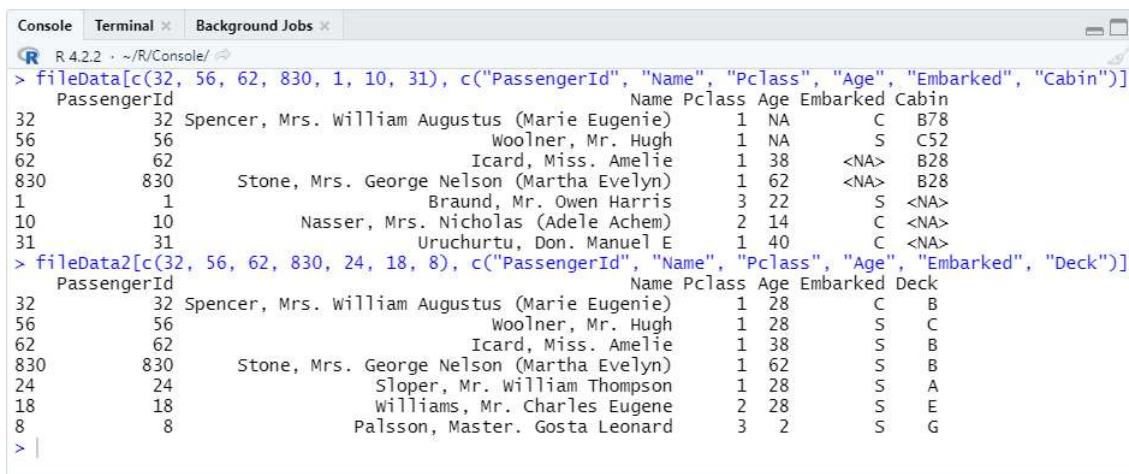 Console Terminal × Background Jobs ×
R R 4.2.2 · ~/R/Console/
> fileData[c(32, 56, 62, 830, 1, 10, 31), c("PassengerId", "Name", "Pclass", "Age", "Embarked", "Cabin")]
PassengerId Name Pclass Age Embarked Cabin
32 32 Spencer, Mrs. William Augustus (Marie Eugenie) 1 NA C B78
56 56 Woolner, Mr. Hugh 1 NA S C52
62 62 Icard, Miss. Amelie 1 38 <NA> B28
830 830 Stone, Mrs. George Nelson (Martha Evelyn) 1 62 <NA> B28
1 1 Braund, Mr. Owen Harris 3 22 S <NA>
10 10 Nasser, Mrs. Nicholas (Adele Achem) 2 14 C <NA>
31 31 Uruchurtu, Don. Manuel E 1 40 C <NA>
> fileData2[c(32, 56, 62, 830, 24, 18, 8), c("PassengerId", "Name", "Pclass", "Age", "Embarked", "Deck")]
PassengerId Name Pclass Age Embarked Deck
32 32 Spencer, Mrs. William Augustus (Marie Eugenie) 1 28 C B
56 56 Woolner, Mr. Hugh 1 28 S C
62 62 Icard, Miss. Amelie 1 38 S B
830 830 Stone, Mrs. George Nelson (Martha Evelyn) 1 62 S B
24 24 Sloper, Mr. William Thompson 1 28 S A
18 18 Williams, Mr. Charles Eugene 2 28 S E
8 8 Palsson, Master. Gosta Leonard 3 2 S G
>